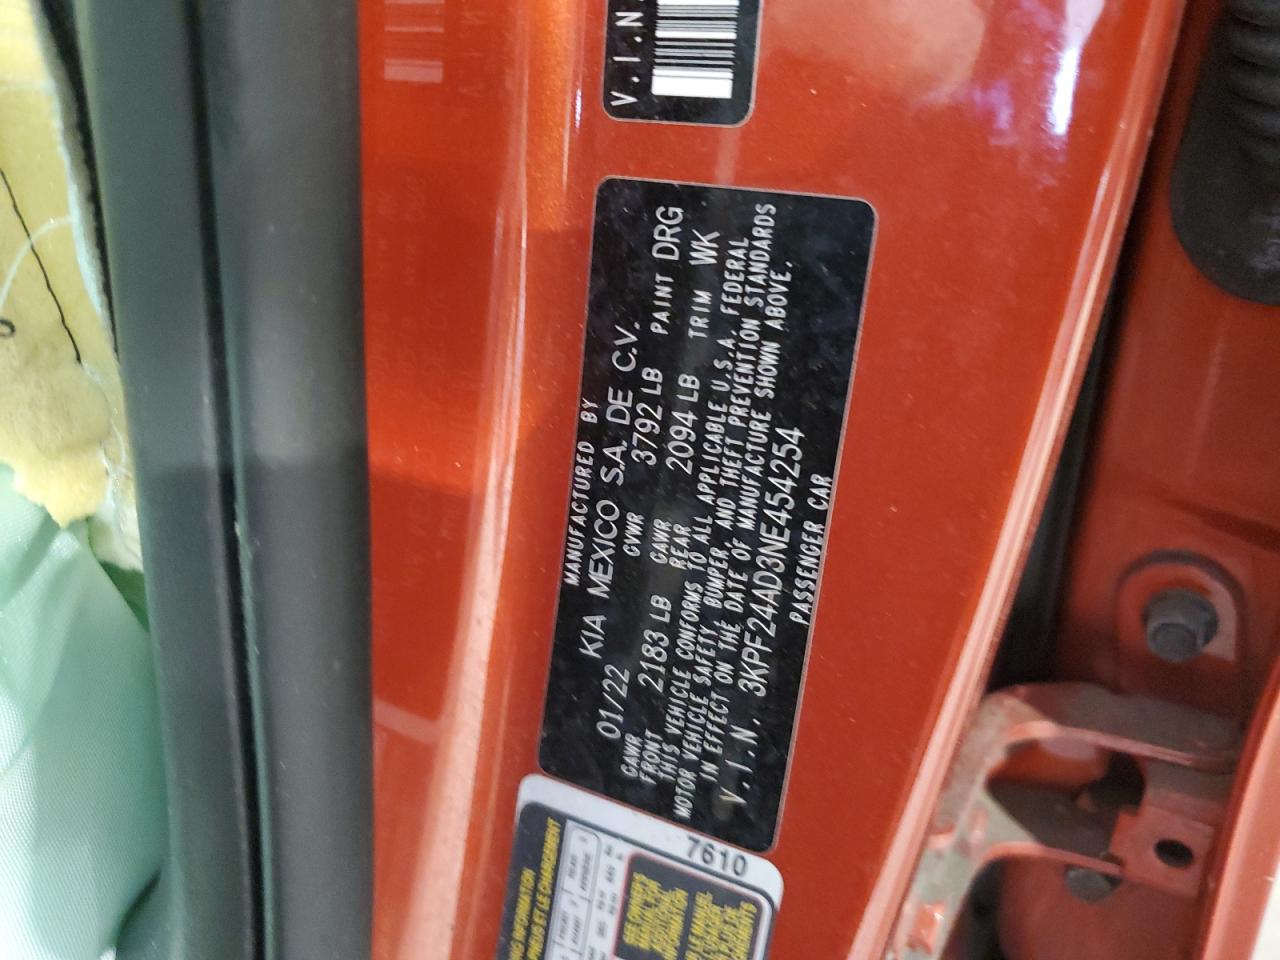 V.I.N.
MANUFACTURED BY
01/22 KIA MEXICO S.A. DE C.V.
GAWR GVWR 3792 LB PAINT DRG
FRONT 2183 LB GAWR REAR 2094 LB TRIM WK
THIS VEHICLE CONFORMS TO ALL APPLICABLE U.S.A. FEDERAL
MOTOR VEHICLE SAFETY, BUMPER AND THEFT PREVENTION STANDARDS
IN EFFECT ON THE DATE OF MANUFACTURE SHOWN ABOVE.
V.I.N. 3KPF24AD3NE454254
PASSENGER CAR
7610